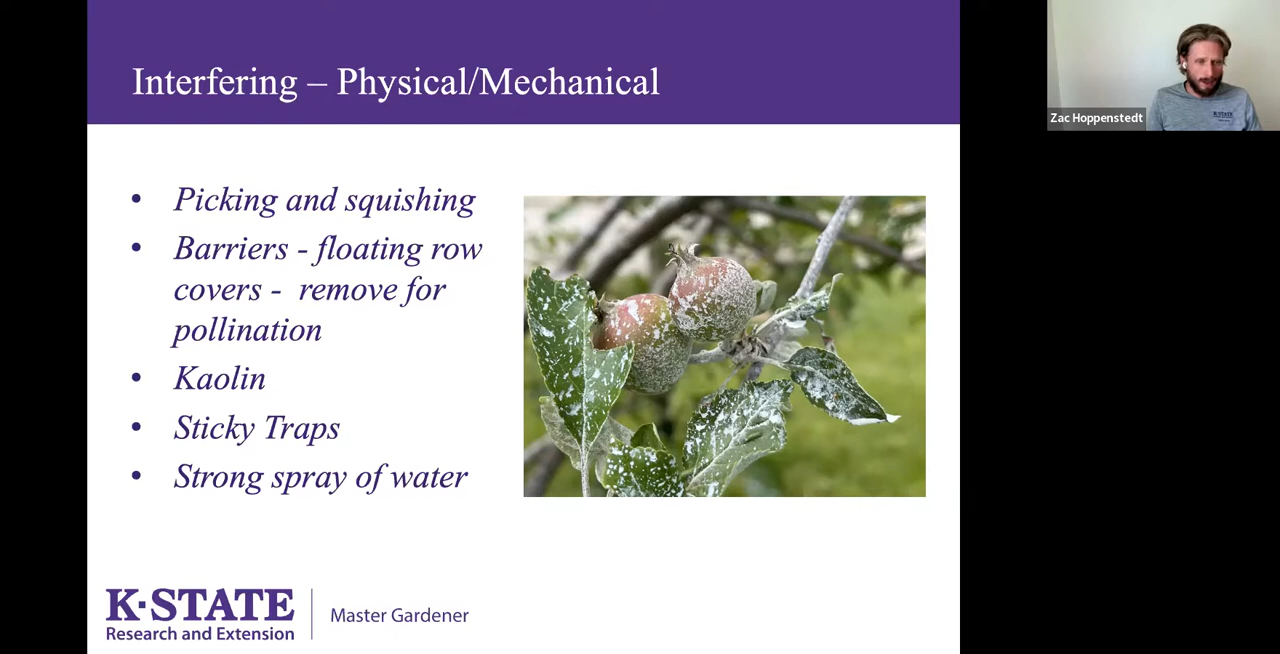 Interfering – Physical/Mechanical
Zac Hoppenstedt
K-STATE
• Picking and squishing
• Barriers - floating row
covers - remove for
pollination
• Kaolin
• Sticky Traps
• Strong spray of water
K·STATE
Research and Extension
Master Gardener